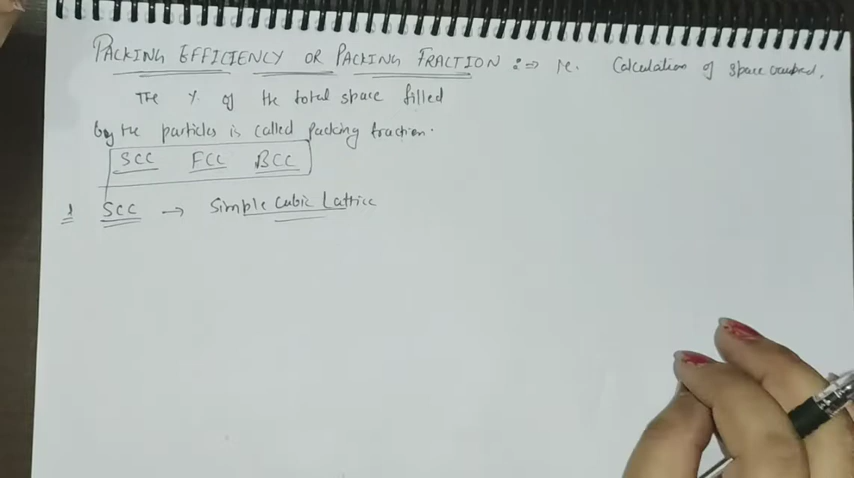 PACKING EFFICIENCY OR PACKING FRACTION :⇒ ie. Calculation of space occupied.
The % of the total space filled
by the particles is called packing fraction.
SCC FCC BCC
1 SCC → Simple Cubic Lattice